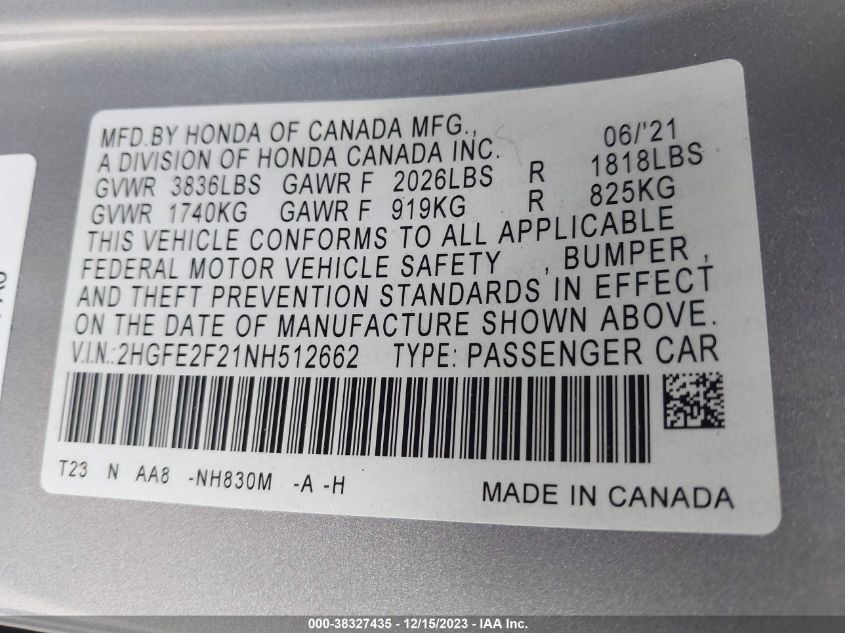 MFD.BY HONDA OF CANADA MFG., 06/'21
A DIVISION OF HONDA CANADA INC.
GVWR 3836LBS GAWR F 2026LBS R 1818LBS
GVWR 1740KG GAWR F 919KG R 825KG
THIS VEHICLE CONFORMS TO ALL APPLICABLE
FEDERAL MOTOR VEHICLE SAFETY , BUMPER ,
AND THEFT PREVENTION STANDARDS IN EFFECT
ON THE DATE OF MANUFACTURE SHOWN ABOVE.
V.I.N.:2HGFE2F21NH512662 TYPE: PASSENGER CAR
T23 N AA8 -NH830M -A -H
MADE IN CANADA
000-38327435 - 12/15/2023 - IAA Inc.